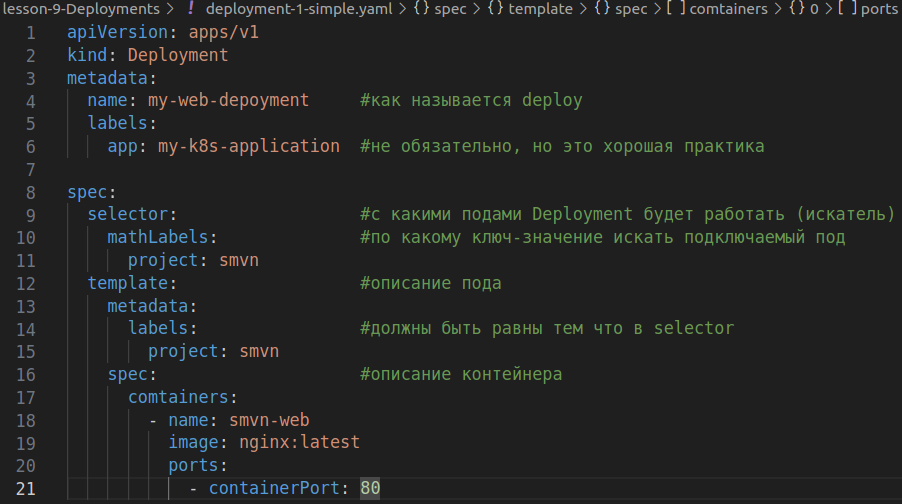 lesson-9-Deployments > ! deployment-1-simple.yaml > {} spec > {} template > {} spec > [ ] comtainers > {} 0 > [ ] ports
1 apiVersion: apps/v1
2 kind: Deployment
3 metadata:
4 name: my-web-depoyment #как называется deploy
5 labels:
6 app: my-k8s-application #не обязательно, но это хорошая практика
7
8 spec:
9 selector: #с какими подами Deployment будет работать (искатель)
10 mathLabels: #по какому ключ-значение искать подключаемый под
11 project: smvn
12 template: #описание пода
13 metadata:
14 labels: #должны быть равны тем что в selector
15 project: smvn
16 spec: #описание контейнера
17 comtainers:
18 - name: smvn-web
19 image: nginx:latest
20 ports:
21 - containerPort: 80